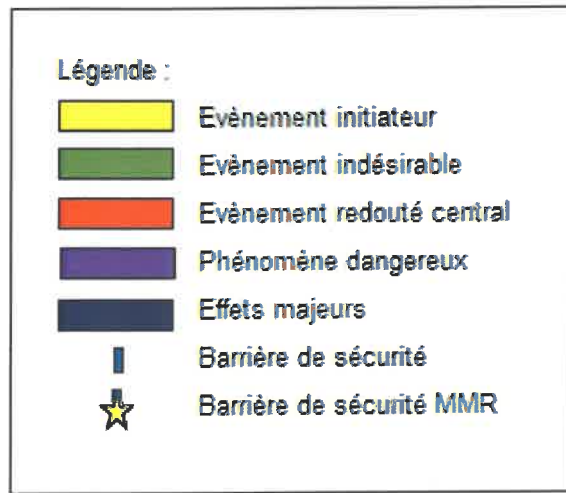 Légende :
Evènement initiateur
Evènement indésirable
Evènement redouté central
Phénomène dangereux
Effets majeurs
Barrière de sécurité
Barrière de sécurité MMR